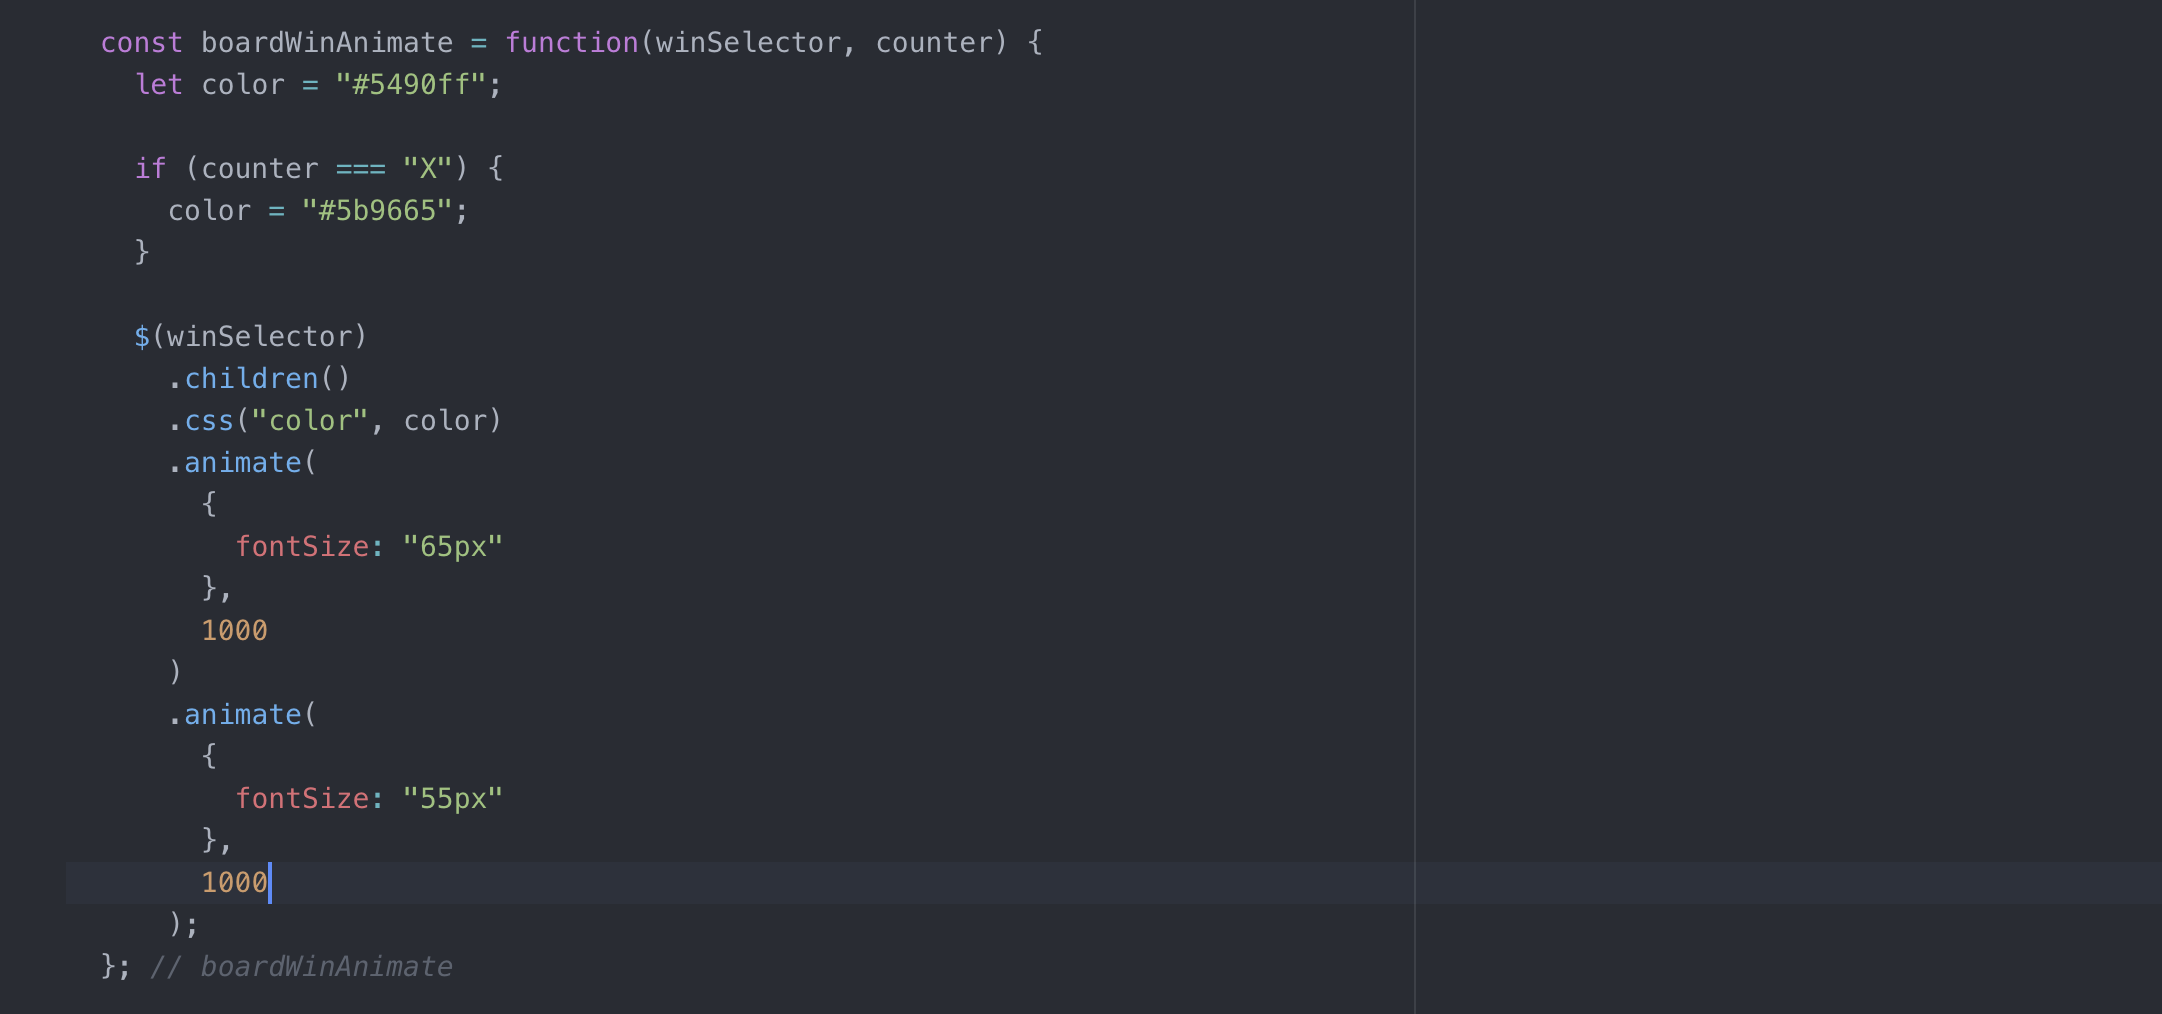 const boardWinAnimate = function(winSelector, counter) {
  let color = "#5490ff";

  if (counter === "X") {
    color = "#5b9665";
  }

  $(winSelector)
    .children()
    .css("color", color)
    .animate(
      {
        fontSize: "65px"
      },
      1000
    )
    .animate(
      {
        fontSize: "55px"
      },
      1000
    );
}; // boardWinAnimate